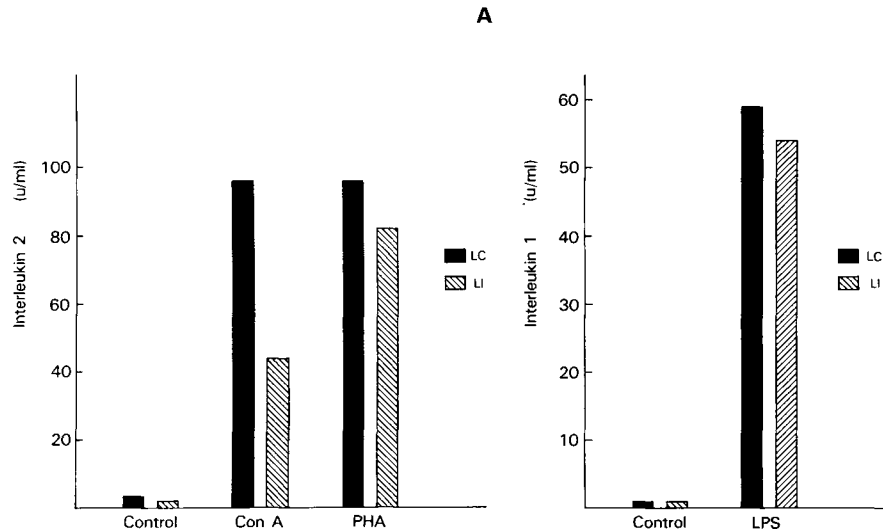 A
Interleukin 2 (u/ml)
100
80
60
40
20
Control
Con A
PHA
LC
LI
Interleukin 1 (u/ml)
60
50
40
30
20
10
Control
LPS
LC
LI